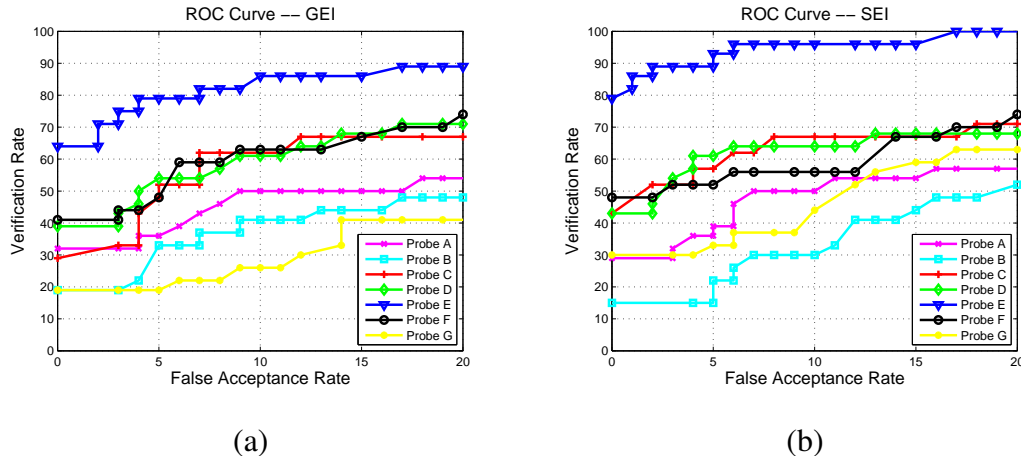 ROC Curve −− GEI
100
90
80
70
60
50
40
30
20
10
0
Verification Rate
0 5 10 15 20
False Acceptance Rate
Probe A
Probe B
Probe C
Probe D
Probe E
Probe F
Probe G
(a)
ROC Curve −− SEI
100
90
80
70
60
50
40
30
20
10
0
Verification Rate
0 5 10 15 20
False Acceptance Rate
Probe A
Probe B
Probe C
Probe D
Probe E
Probe F
Probe G
(b)